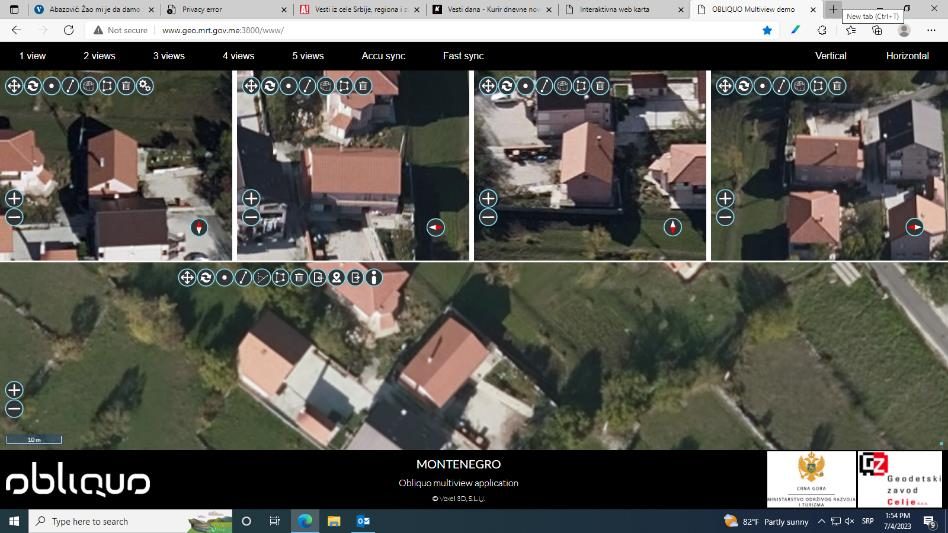 Abazović: Žao mi je da damo
Privacy error
Vesti iz cele Srbije, regiona i sv
Vesti dana - Kurir dnevne nov
Interaktivna web karta
OBLIQUO Multiview demo
New tab (Ctrl+T)
Not secure | www.geo.mrt.gov.me:3000/www/
1 view 2 views 3 views 4 views 5 views Accu sync Fast sync Vertical Horizontal
10 m
obliquo
MONTENEGRO
Obliquo multiview application
© Voxel 3D, S.L.U.
CRNA GORA
MINISTARSTVO ODRŽIVOG RAZVOJA
I TURIZMA
GZ
Geodetski
zavod
Celje d.o.o.
Type here to search
82°F Partly sunny
SRP
1:54 PM
7/4/2023